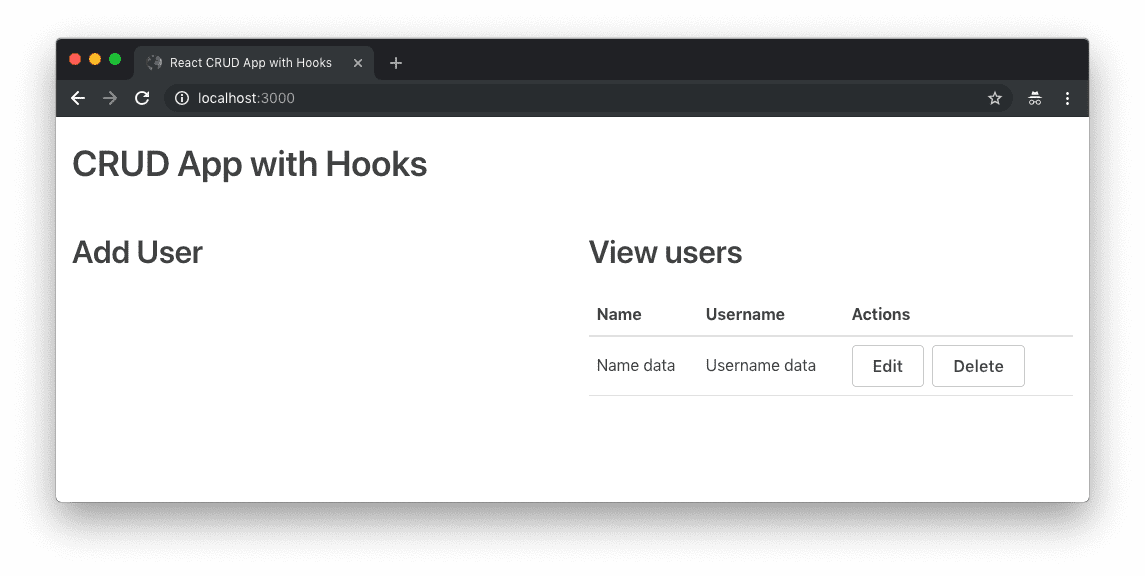 React CRUD App with Hooks
localhost:3000
CRUD App with Hooks
Add User
View users
Name Username Actions
Name data Username data Edit Delete